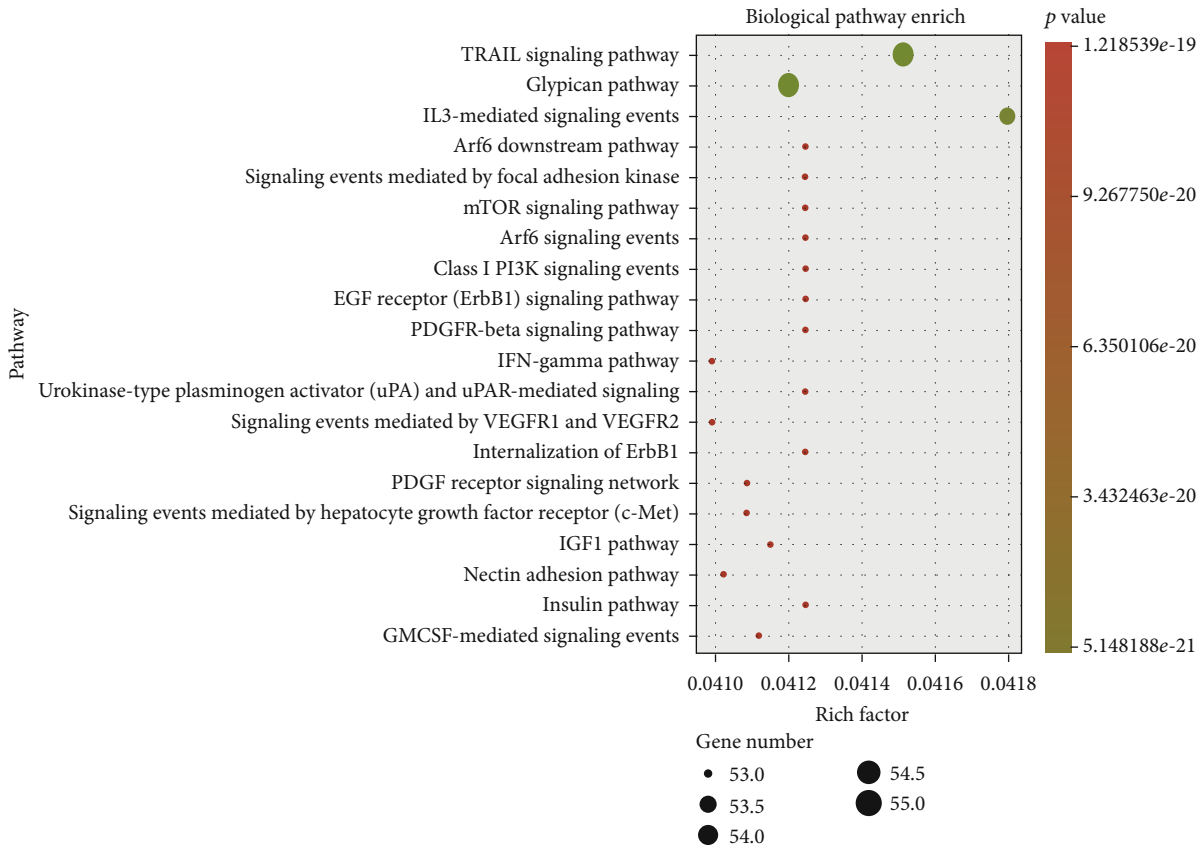 Biological pathway enrich
p value
TRAIL signaling pathway
Glypican pathway
IL3-mediated signaling events
Arf6 downstream pathway
Signaling events mediated by focal adhesion kinase
mTOR signaling pathway
Arf6 signaling events
Class I PI3K signaling events
EGF receptor (ErbB1) signaling pathway
PDGFR-beta signaling pathway
IFN-gamma pathway
Urokinase-type plasminogen activator (uPA) and uPAR-mediated signaling
Signaling events mediated by VEGFR1 and VEGFR2
Internalization of ErbB1
PDGF receptor signaling network
Signaling events mediated by hepatocyte growth factor receptor (c-Met)
IGF1 pathway
Nectin adhesion pathway
Insulin pathway
GMCSF-mediated signaling events
Pathway
1.218539e-19
9.267750e-20
6.350106e-20
3.432463e-20
5.148188e-21
0.0410 0.0412 0.0414 0.0416 0.0418
Rich factor
Gene number
53.0
53.5
54.0
54.5
55.0